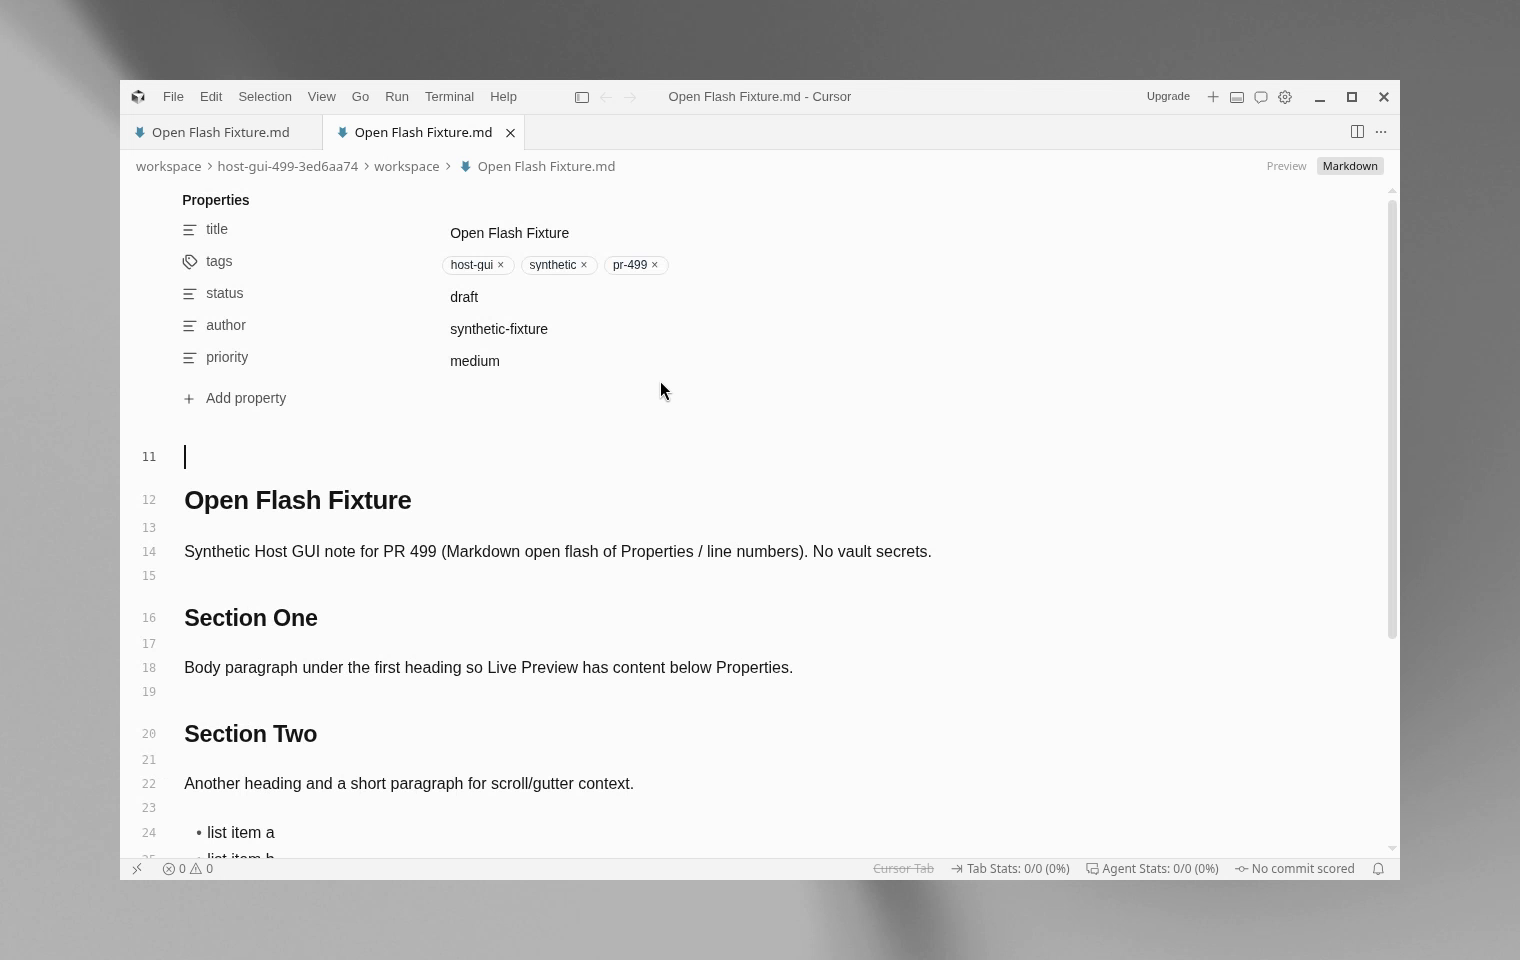 File Edit Selection View Go Run Terminal Help Open Flash Fixture.md - Cursor Upgrade
Open Flash Fixture.md Open Flash Fixture.md
workspace > host-gui-499-3ed6aa74 > workspace > Open Flash Fixture.md Preview Markdown
Properties
title Open Flash Fixture
tags host-gui × synthetic × pr-499 ×
status draft
author synthetic-fixture
priority medium
+ Add property
11
12 Open Flash Fixture
13
14 Synthetic Host GUI note for PR 499 (Markdown open flash of Properties / line numbers). No vault secrets.
15
16 Section One
17
18 Body paragraph under the first heading so Live Preview has content below Properties.
19
20 Section Two
21
22 Another heading and a short paragraph for scroll/gutter context.
23
24 • list item a
25 • list item b
0 0 Cursor Tab Tab Stats: 0/0 (0%) Agent Stats: 0/0 (0%) No commit scored